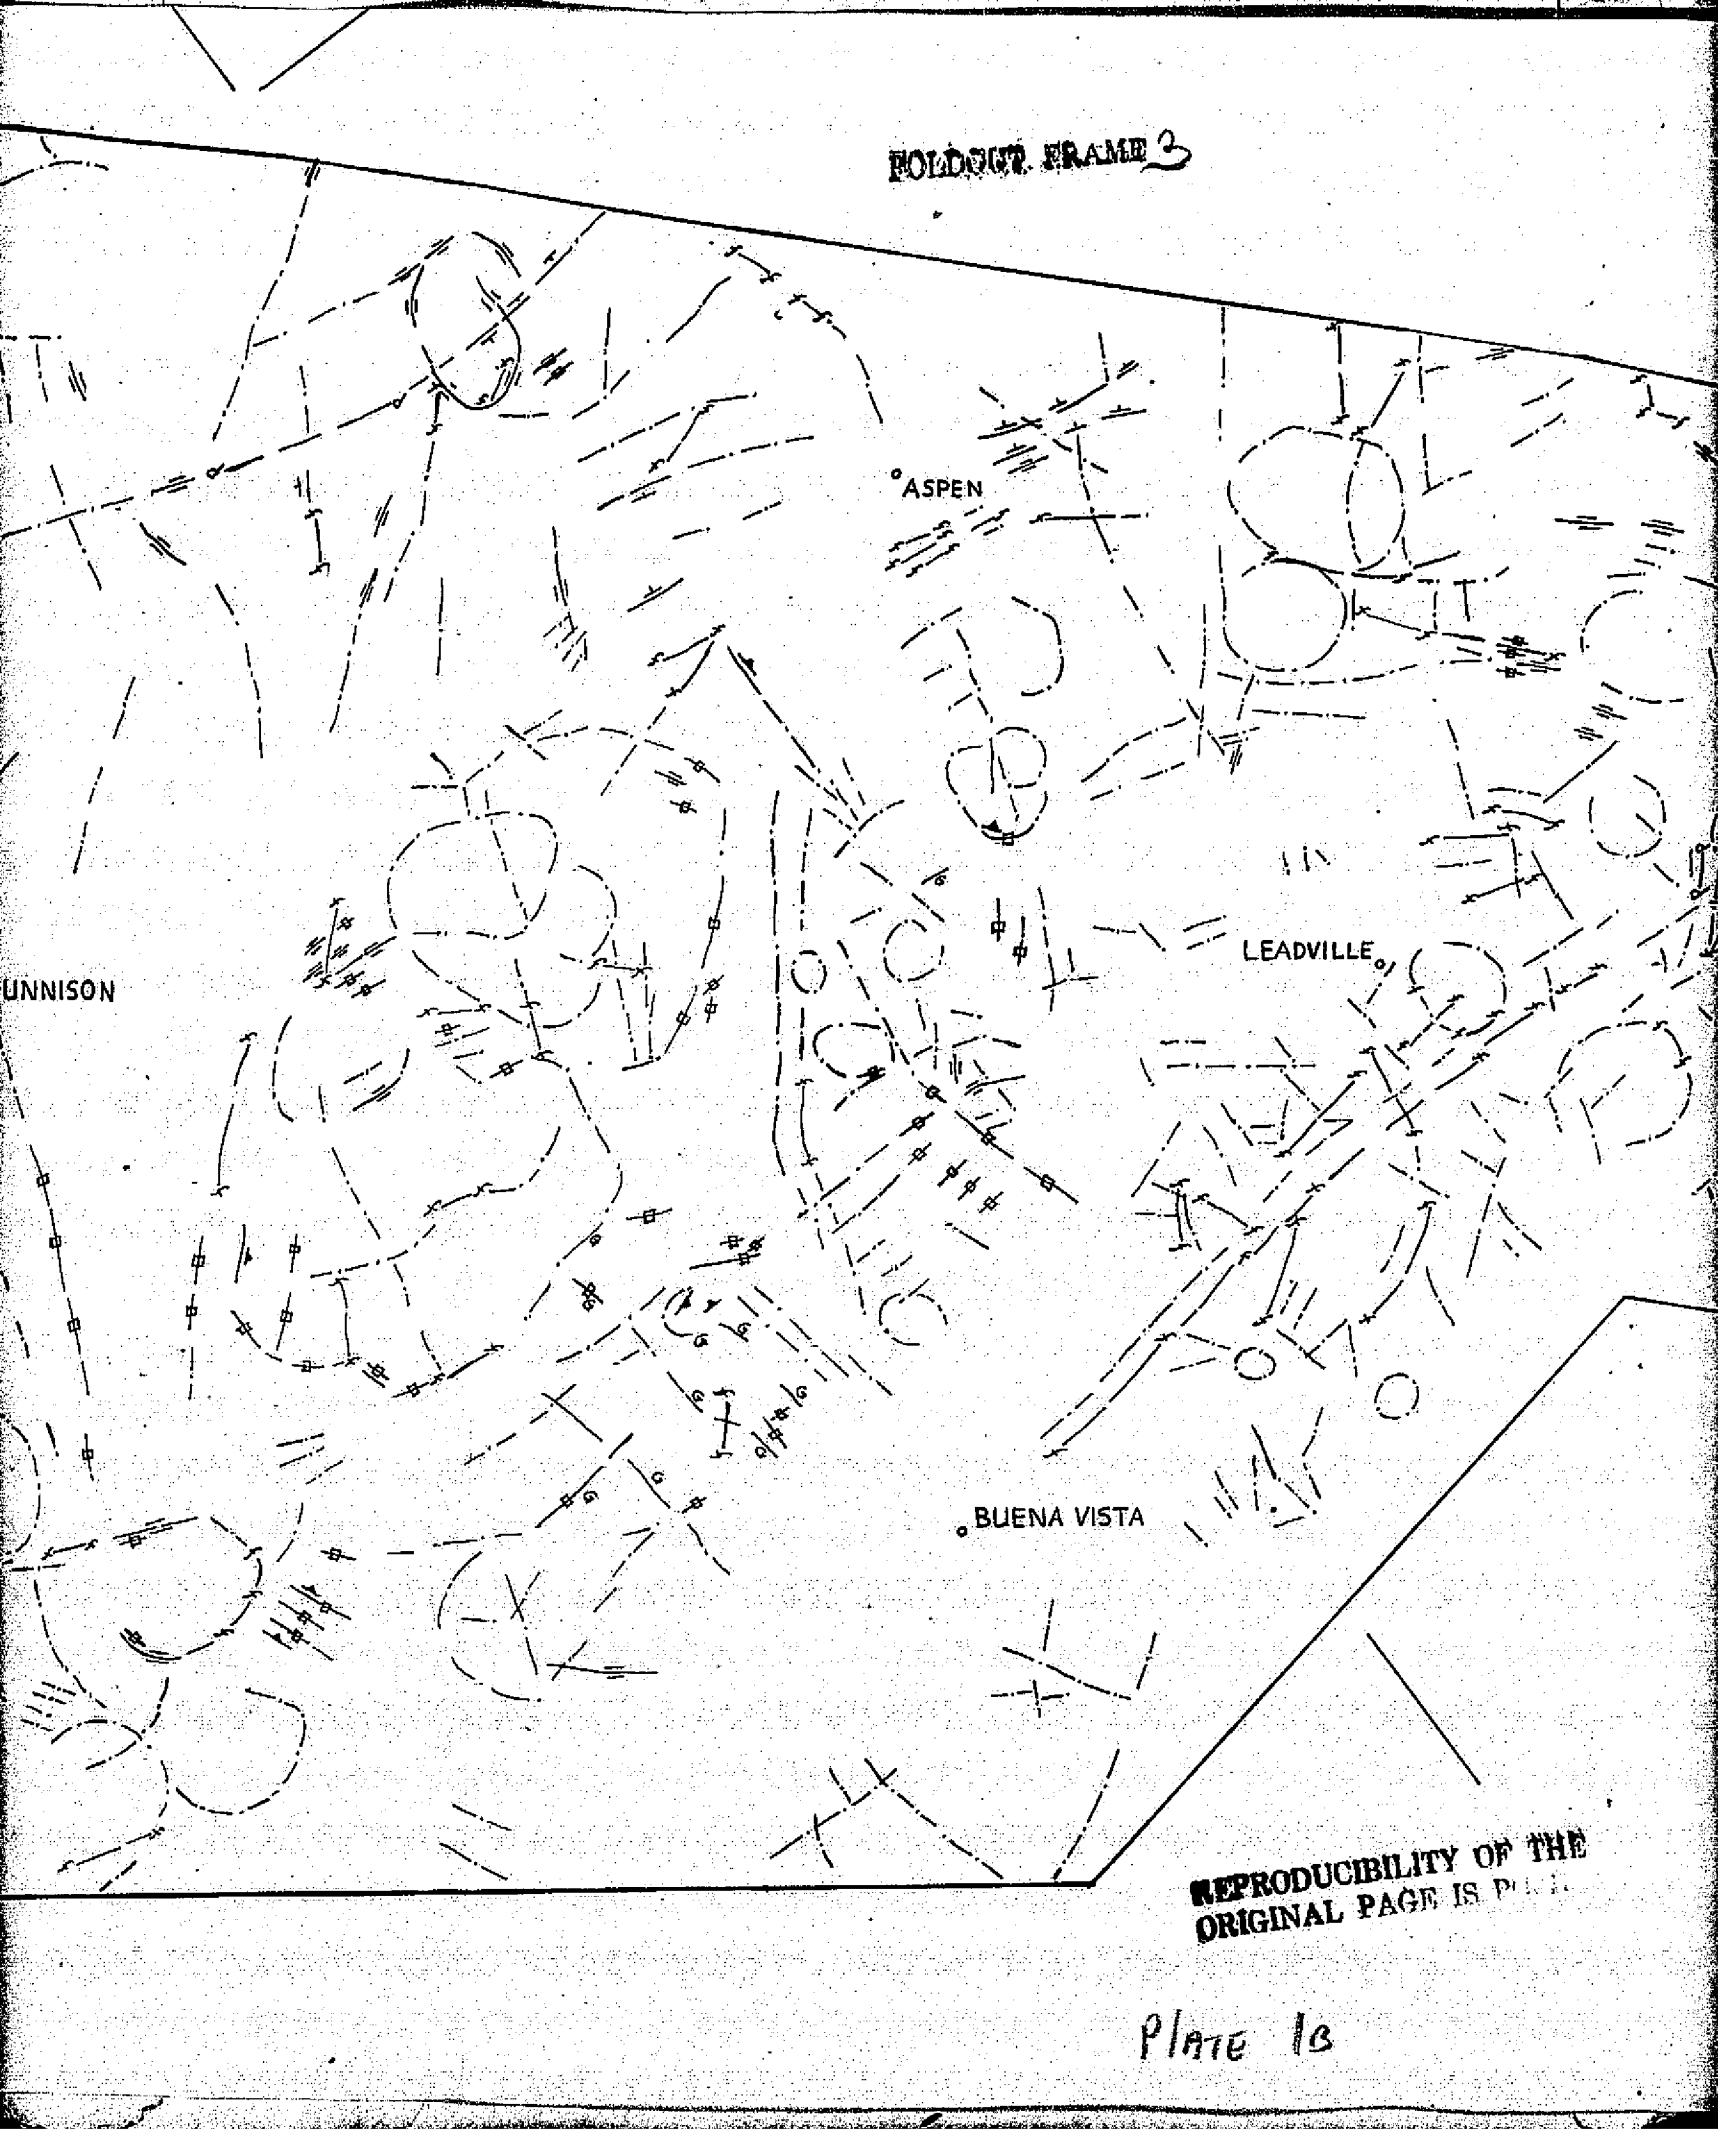 FOLDOUT FRAME 3
ASPEN
LEADVILLE
UNNISON
BUENA VISTA
REPRODUCIBILITY OF THE
ORIGINAL PAGE IS
PLATE 1B